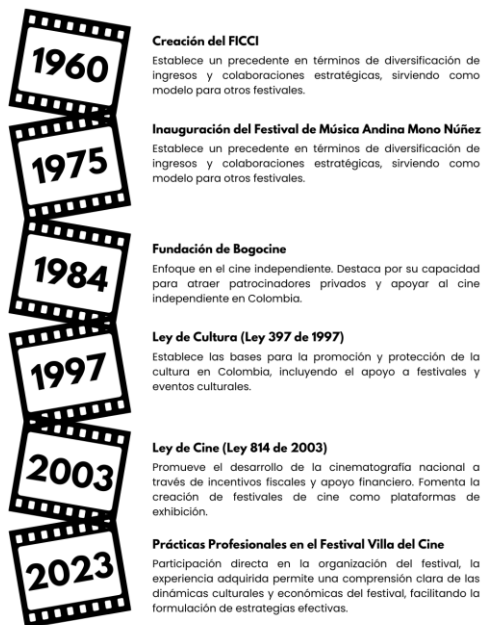 1960
Creación del FICCI
Establece un precedente en términos de diversificación de
ingresos y colaboraciones estratégicas, sirviendo como
modelo para otros festivales.
1975
Inauguración del Festival de Música Andina Mono Núñez
Establece un precedente en términos de diversificación de
ingresos y colaboraciones estratégicas, sirviendo como
modelo para otros festivales.
1984
Fundación de Bogocine
Enfoque en el cine independiente. Destaca por su capacidad
para atraer patrocinadores privados y apoyar al cine
independiente en Colombia.
1997
Ley de Cultura (Ley 397 de 1997)
Establece las bases para la promoción y protección de la
cultura en Colombia, incluyendo el apoyo a festivales y
eventos culturales.
2003
Ley de Cine (Ley 814 de 2003)
Promueve el desarrollo de la cinematografía nacional a
través de incentivos fiscales y apoyo financiero. Fomenta la
creación de festivales de cine como plataformas de
exhibición.
2023
Prácticas Profesionales en el Festival Villa del Cine
Participación directa en la organización del festival, la
experiencia adquirida permite una comprensión clara de las
dinámicas culturales y económicas del festival, facilitando la
formulación de estrategias efectivas.